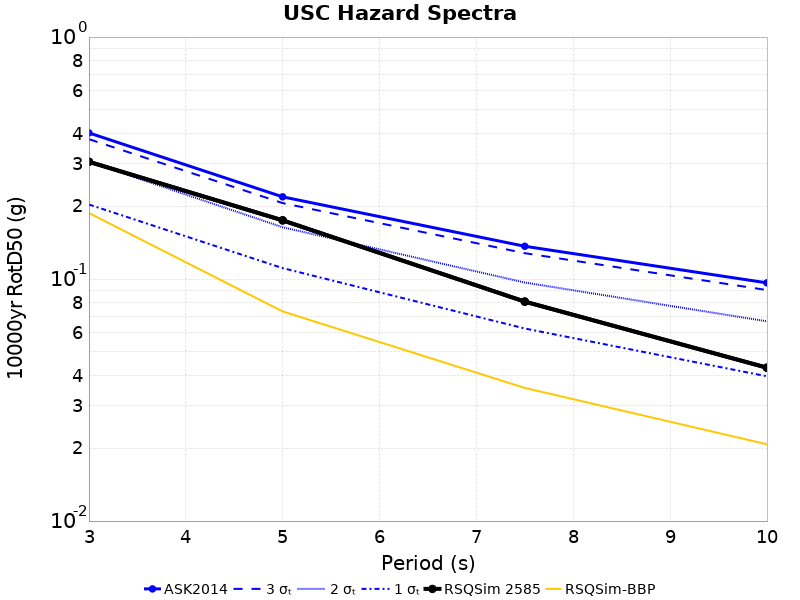 USC Hazard Spectra
10⁰
8
6
4
3
2
10⁻¹
8
6
4
3
2
10⁻²
10000yr RotD50 (g)
3 4 5 6 7 8 9 10
Period (s)
ASK2014 3 σₜ 2 σₜ 1 σₜ RSQSim 2585 RSQSim-BBP